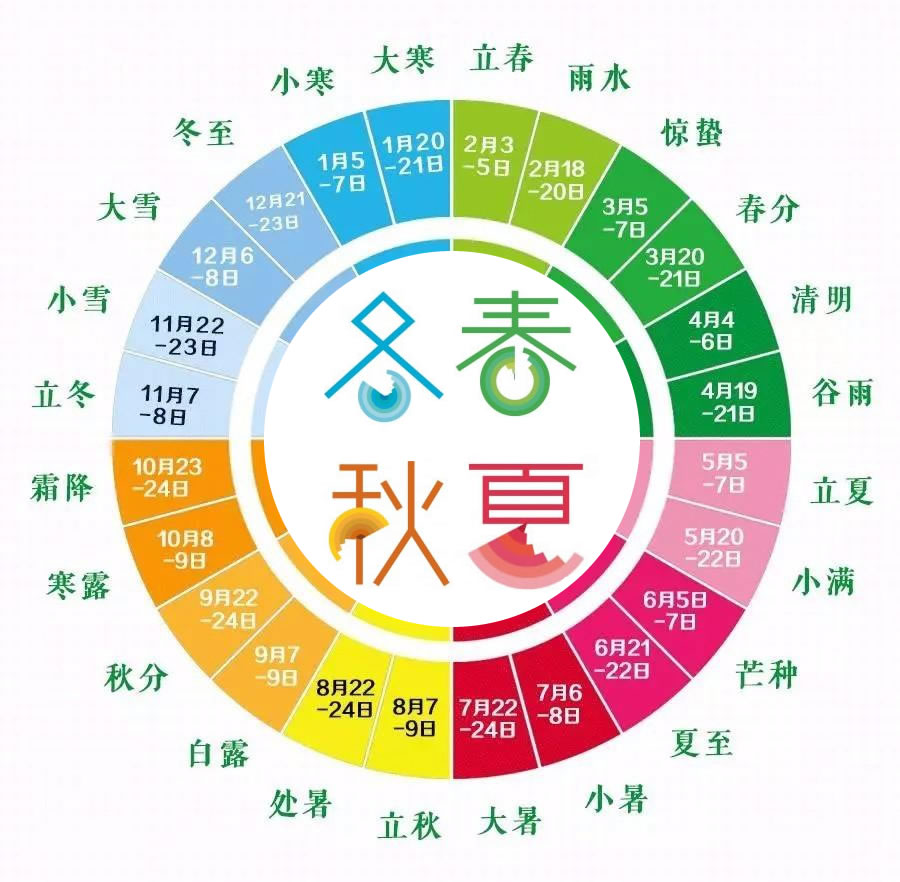 大寒
立春
小寒
雨水
冬至
惊蛰
大雪
春分
小雪
清明
立冬
谷雨
霜降
立夏
寒露
小满
秋分
芒种
白露
夏至
处暑
小暑
立秋
大暑
2月3
-5日
2月18
-20日
3月5
-7日
3月20
-21日
4月4
-6日
4月19
-21日
5月5
-7日
5月20
-22日
6月5日
-7日
6月21
-22日
7月6
-8日
7月22
-24日
8月7
-9日
8月22
-24日
9月7
-9日
9月22
-24日
10月8
-9日
10月23
-24日
11月7
-8日
11月22
-23日
12月6
-8日
12月21
-23日
1月5
-7日
1月20
-21日
冬春
秋夏